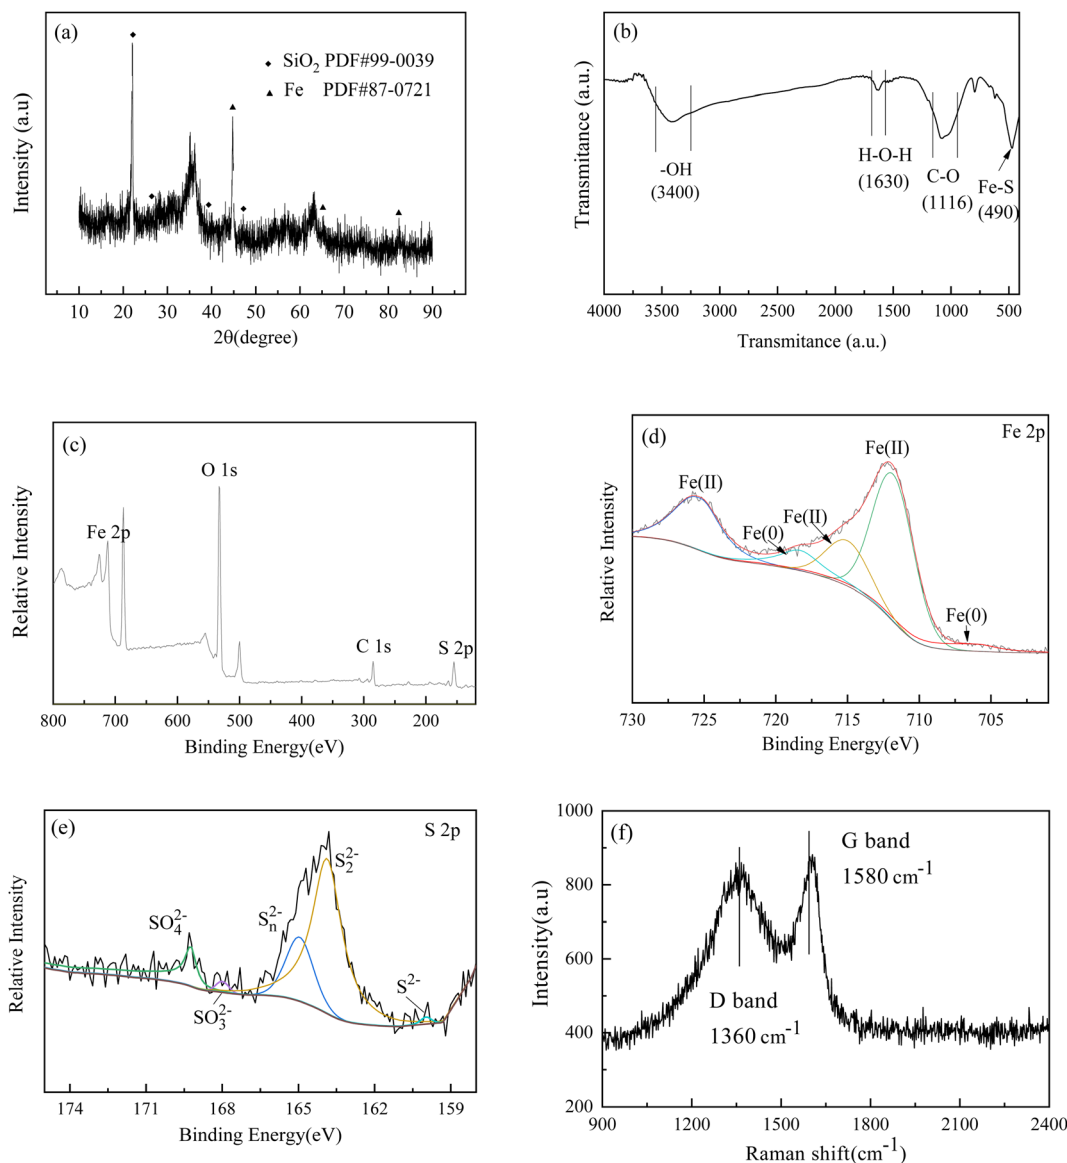 (a)
SiO2 PDF#99-0039
Fe PDF#87-0721
Intensity (a.u)
10 20 30 40 50 60 70 80 90
2θ(degree)
(b)
-OH
(3400)
H-O-H
(1630)
C-O
(1116)
Fe-S
(490)
Transmitance (a.u.)
4000 3500 3000 2500 2000 1500 1000 500
Transmitance (a.u.)
(c)
O 1s
Fe 2p
C 1s
S 2p
Relative Intensity
800 700 600 500 400 300 200
Binding Energy(eV)
(d)
Fe 2p
Fe(II)
Fe(II)
Fe(II)
Fe(0)
Fe(0)
Relative Intensity
730 725 720 715 710 705
Binding Energy(eV)
(e)
S 2p
S2^2-
Sn^2-
SO4^2-
SO3^2-
S^2-
Relative Intensity
174 171 168 165 162 159
Binding Energy(eV)
(f)
G band
1580 cm^-1
D band
1360 cm^-1
Intensity(a.u)
1000
800
600
400
200
900 1200 1500 1800 2100 2400
Raman shift(cm^-1)